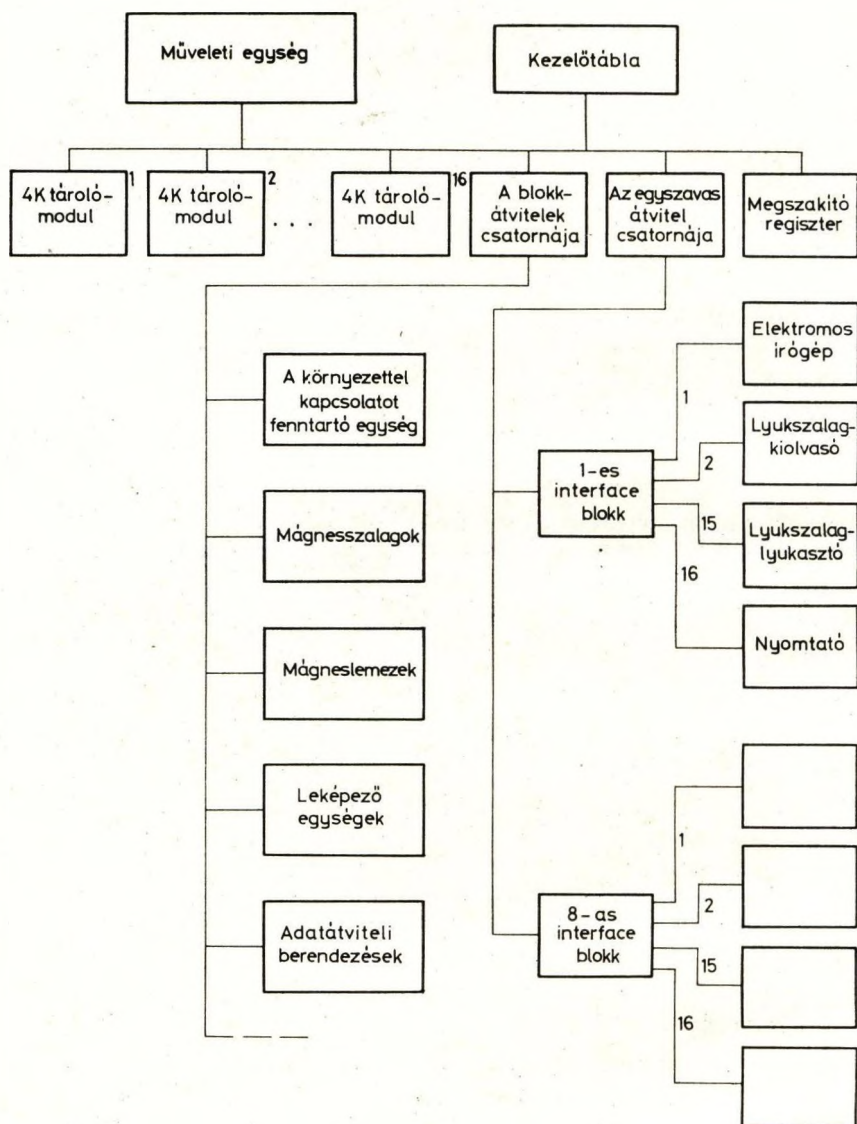 Műveleti egység
Kezelőtábla
4K tároló-
modul
1
4K tároló-
modul
2
. . .
4K tároló-
modul
16
A blokk-
átvitelek
csatornája
Az egyszavas
átvitel
csatornája
Megszakító
regiszter
A környezettel
kapcsolatot
fenntartó egység
Mágnesszalagok
Mágneslemezek
Leképező
egységek
Adatátviteli
berendezések
1-es
interface
blokk
1
2
15
16
Elektromos
irógép
Lyukszalag-
kiolvasó
Lyukszalag-
lyukasztó
Nyomtató
8-as
interface
blokk
1
2
15
16